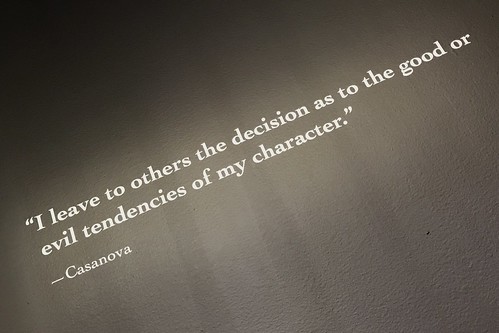 “I leave to others the decision as to the good or
evil tendencies of my character.”
—Casanova